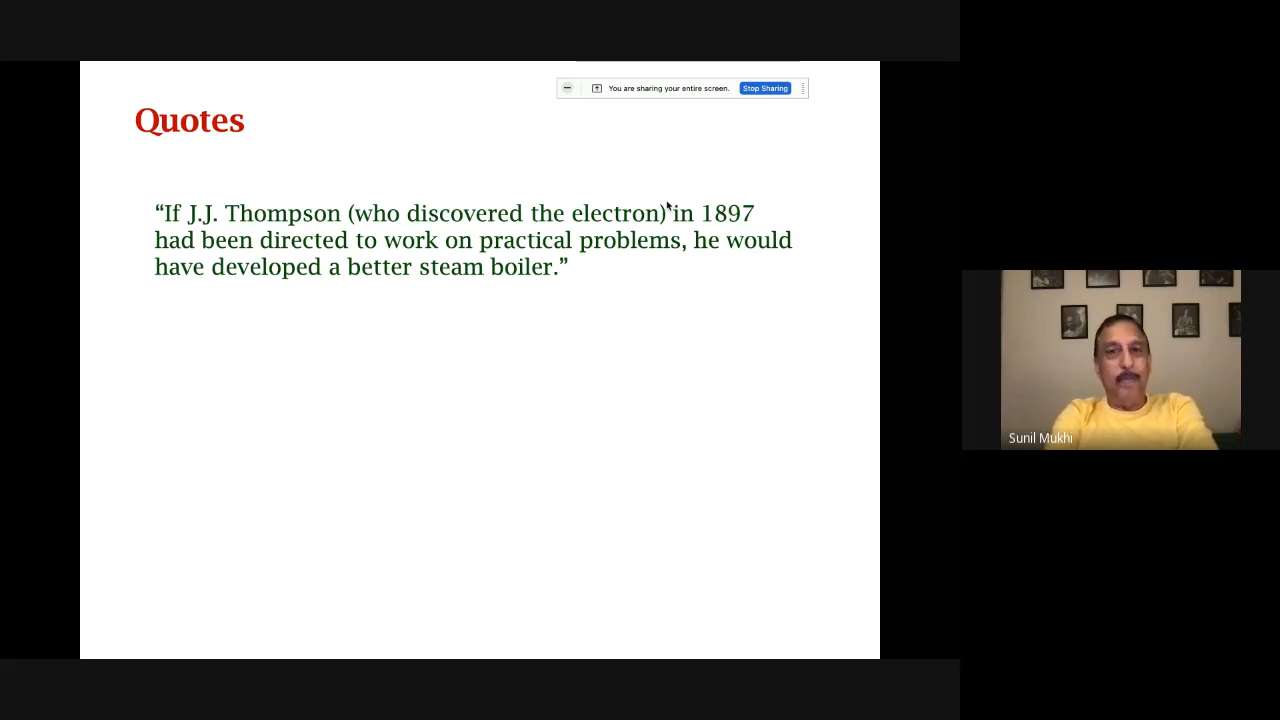 You are sharing your entire screen. Stop Sharing
Quotes
“If J.J. Thompson (who discovered the electron) in 1897
had been directed to work on practical problems, he would
have developed a better steam boiler.”
Sunil Mukhi